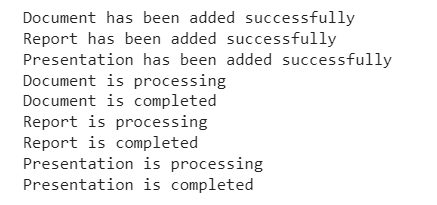 Document has been added successfully
Report has been added successfully
Presentation has been added successfully
Document is processing
Document is completed
Report is processing
Report is completed
Presentation is processing
Presentation is completed